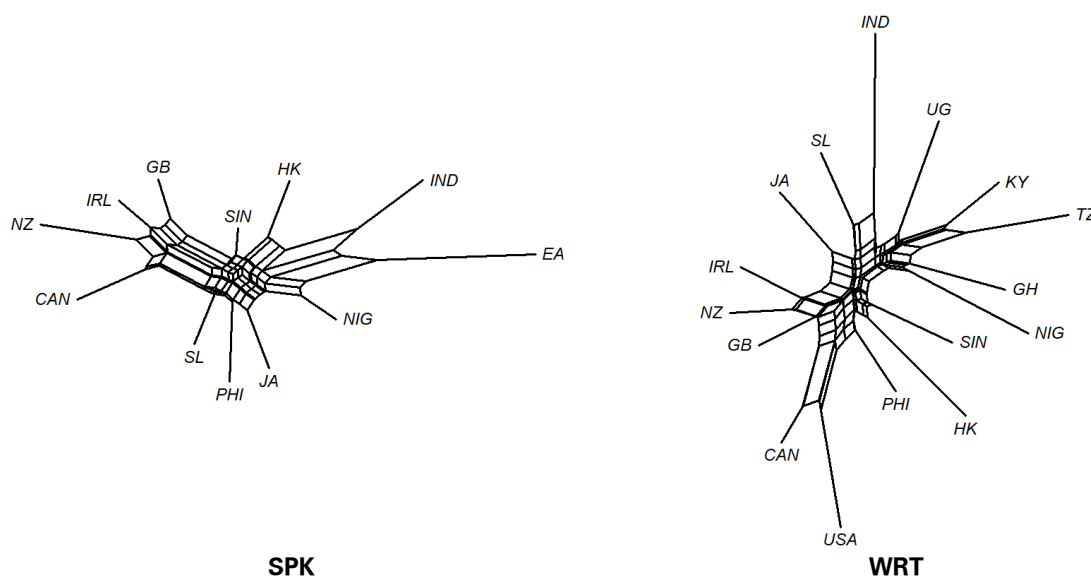 GB
HK
IND
IRL
SIN
NZ
EA
CAN
NIG
SL
PHI
JA
SPK
IND
UG
SL
JA
KY
TZ
IRL
GH
NZ
NIG
GB
SIN
PHI
HK
CAN
USA
WRT